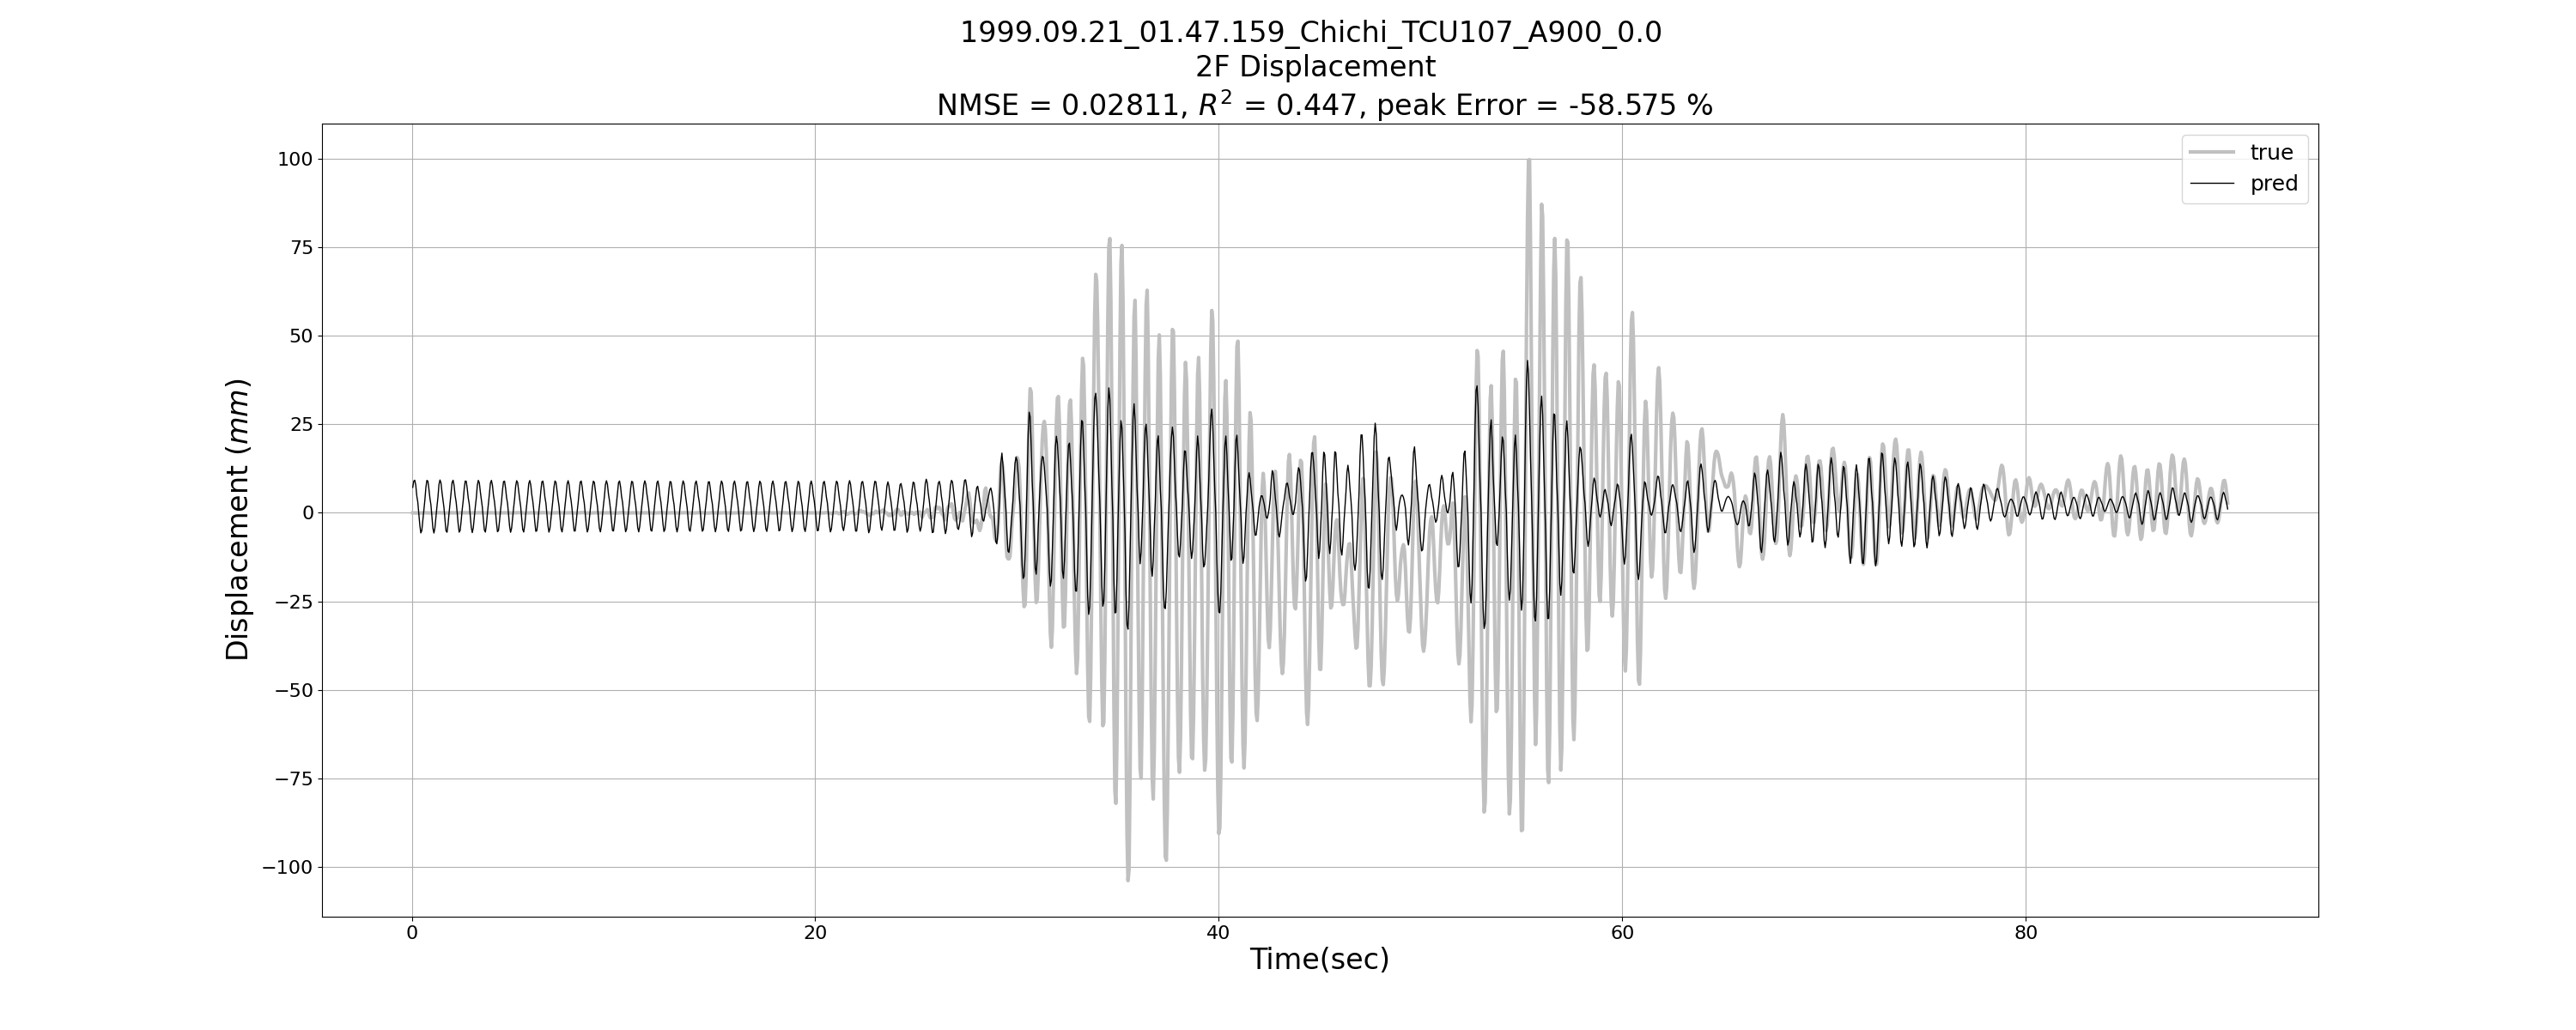 1999.09.21_01.47.159_Chichi_TCU107_A900_0.0
2F Displacement
NMSE = 0.02811, R² = 0.447, peak Error = -58.575 %
true
pred
100
75
50
25
0
−25
−50
−75
−100
Displacement (mm)
0 20 40 60 80
Time(sec)